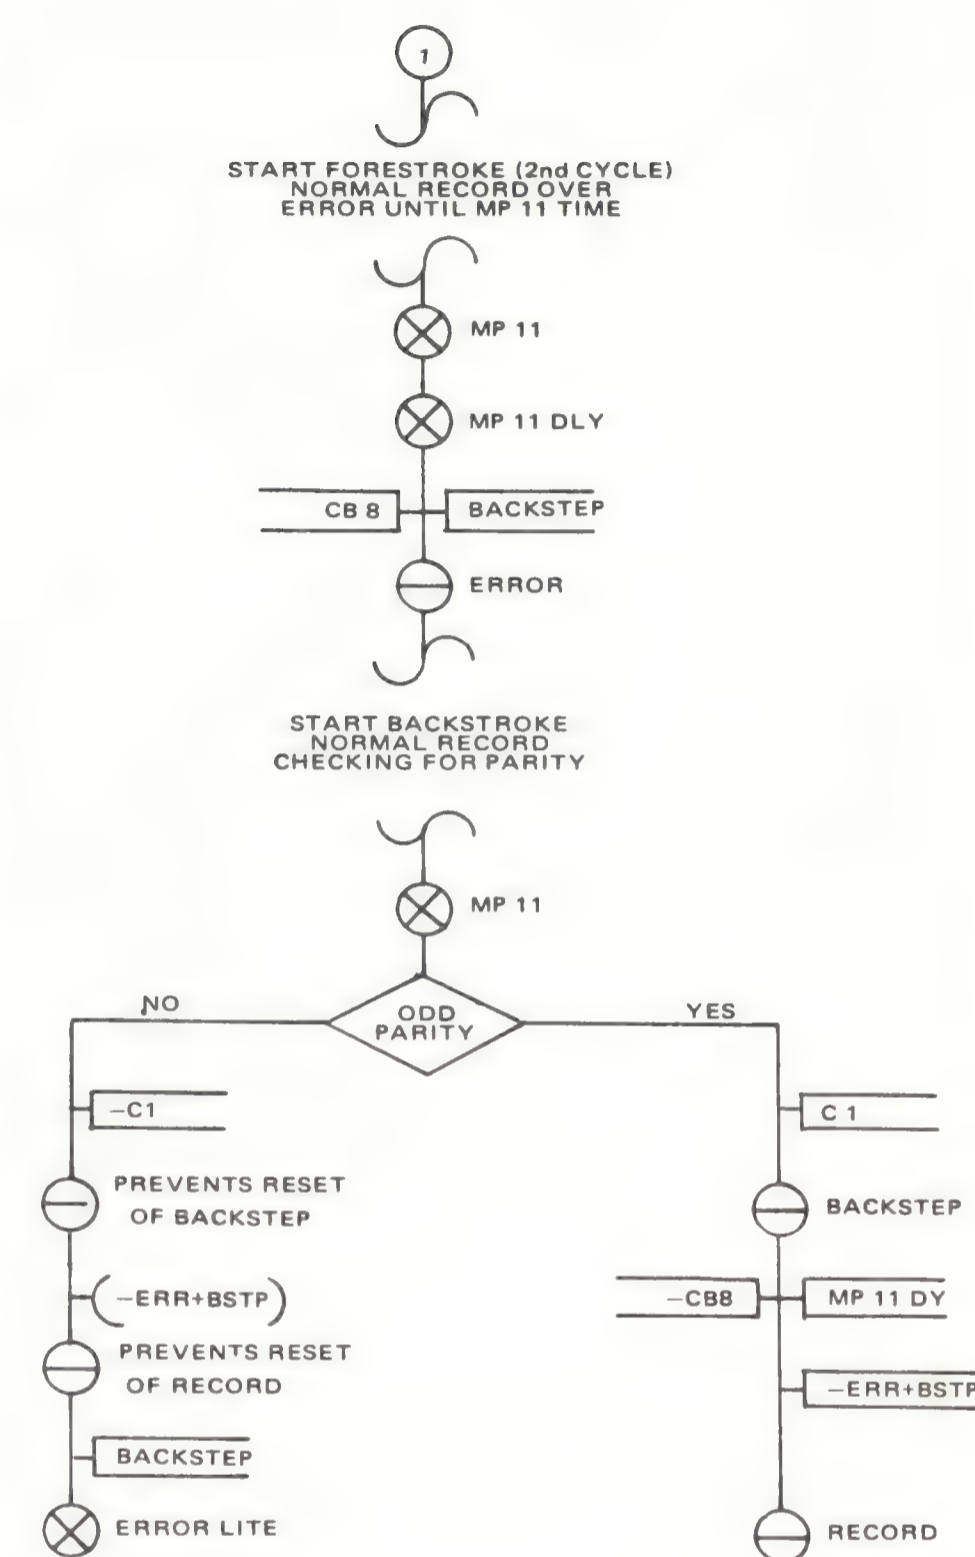 1
START FORESTROKE (2nd CYCLE)
NORMAL RECORD OVER
ERROR UNTIL MP 11 TIME
MP 11
MP 11 DLY
CB 8
BACKSTEP
ERROR
START BACKSTROKE
NORMAL RECORD
CHECKING FOR PARITY
MP 11
NO
ODD
PARITY
YES
–C1
C 1
PREVENTS RESET
OF BACKSTEP
BACKSTEP
(–ERR+BSTP)
–CB8
MP 11 DY
PREVENTS RESET
OF RECORD
–ERR+BSTP
BACKSTEP
ERROR LITE
RECORD